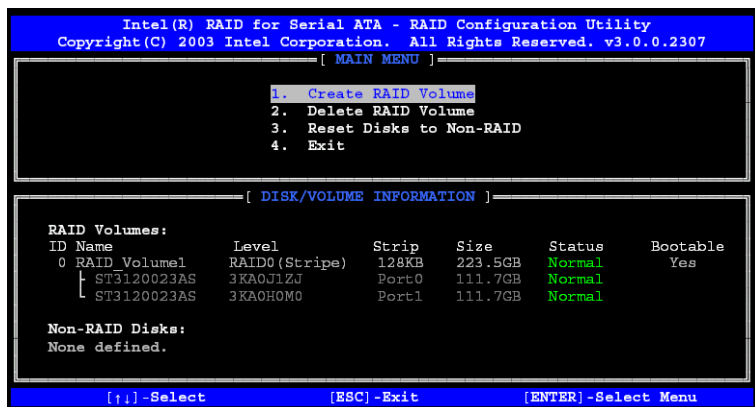 Intel(R) RAID for Serial ATA - RAID Configuration Utility
Copyright(C) 2003 Intel Corporation. All Rights Reserved. v3.0.0.2307
[ MAIN MENU ]
1. Create RAID Volume
2. Delete RAID Volume
3. Reset Disks to Non-RAID
4. Exit
[ DISK/VOLUME INFORMATION ]
RAID Volumes:
ID Name Level Strip Size Status Bootable
0 RAID_Volume1 RAID0(Stripe) 128KB 223.5GB Normal Yes
ST3120023AS 3KA0J1ZJ Port0 111.7GB Normal
ST3120023AS 3KA0H0M0 Port1 111.7GB Normal
Non-RAID Disks:
None defined.
[↑↓]-Select [ESC]-Exit [ENTER]-Select Menu